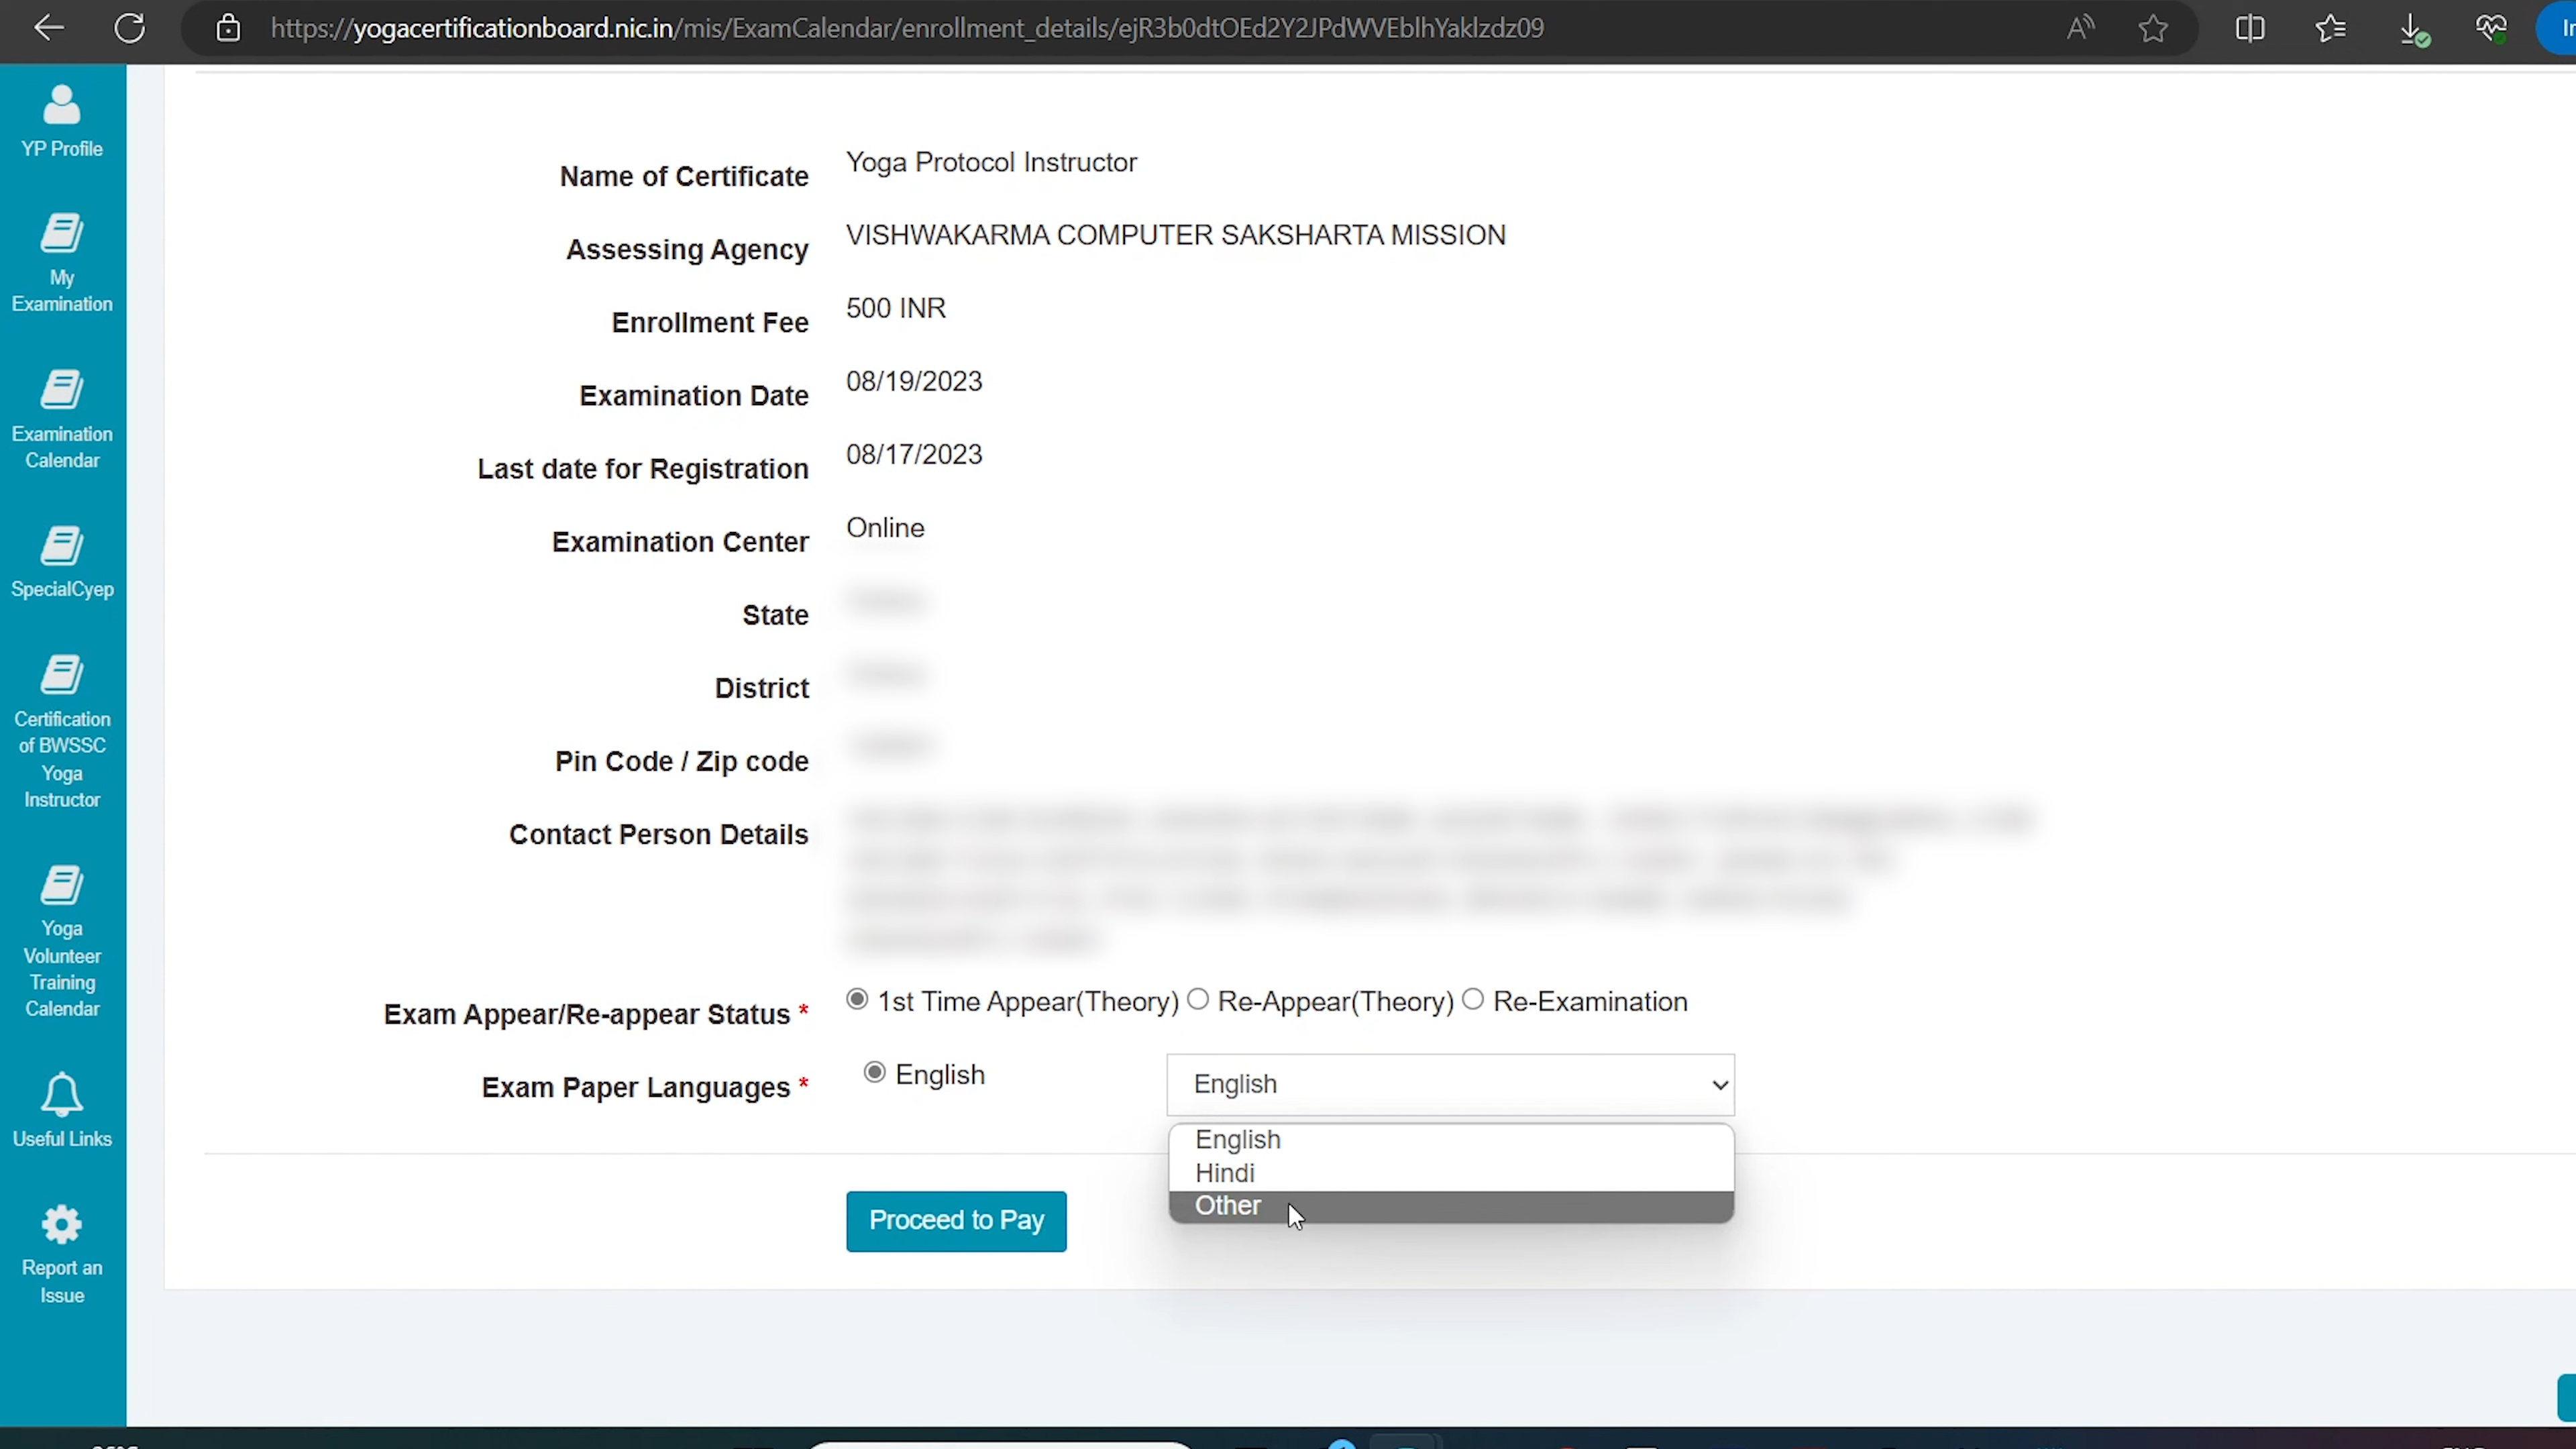 https://yogacertificationboard.nic.in/mis/ExamCalendar/enrollment_details/ejR3b0dtOEd2Y2JPdWVEblhYaklzdz09
YP Profile
My
Examination
Examination
Calendar
SpecialCyep
Certification
of BWSSC
Yoga
Instructor
Yoga
Volunteer
Training
Calendar
Useful Links
Report an
Issue
Name of Certificate Yoga Protocol Instructor
Assessing Agency VISHWAKARMA COMPUTER SAKSHARTA MISSION
Enrollment Fee 500 INR
Examination Date 08/19/2023
Last date for Registration 08/17/2023
Examination Center Online
State
District
Pin Code / Zip code
Contact Person Details
Exam Appear/Re-appear Status * 1st Time Appear(Theory) Re-Appear(Theory) Re-Examination
Exam Paper Languages * English English
English
Hindi
Other
Proceed to Pay